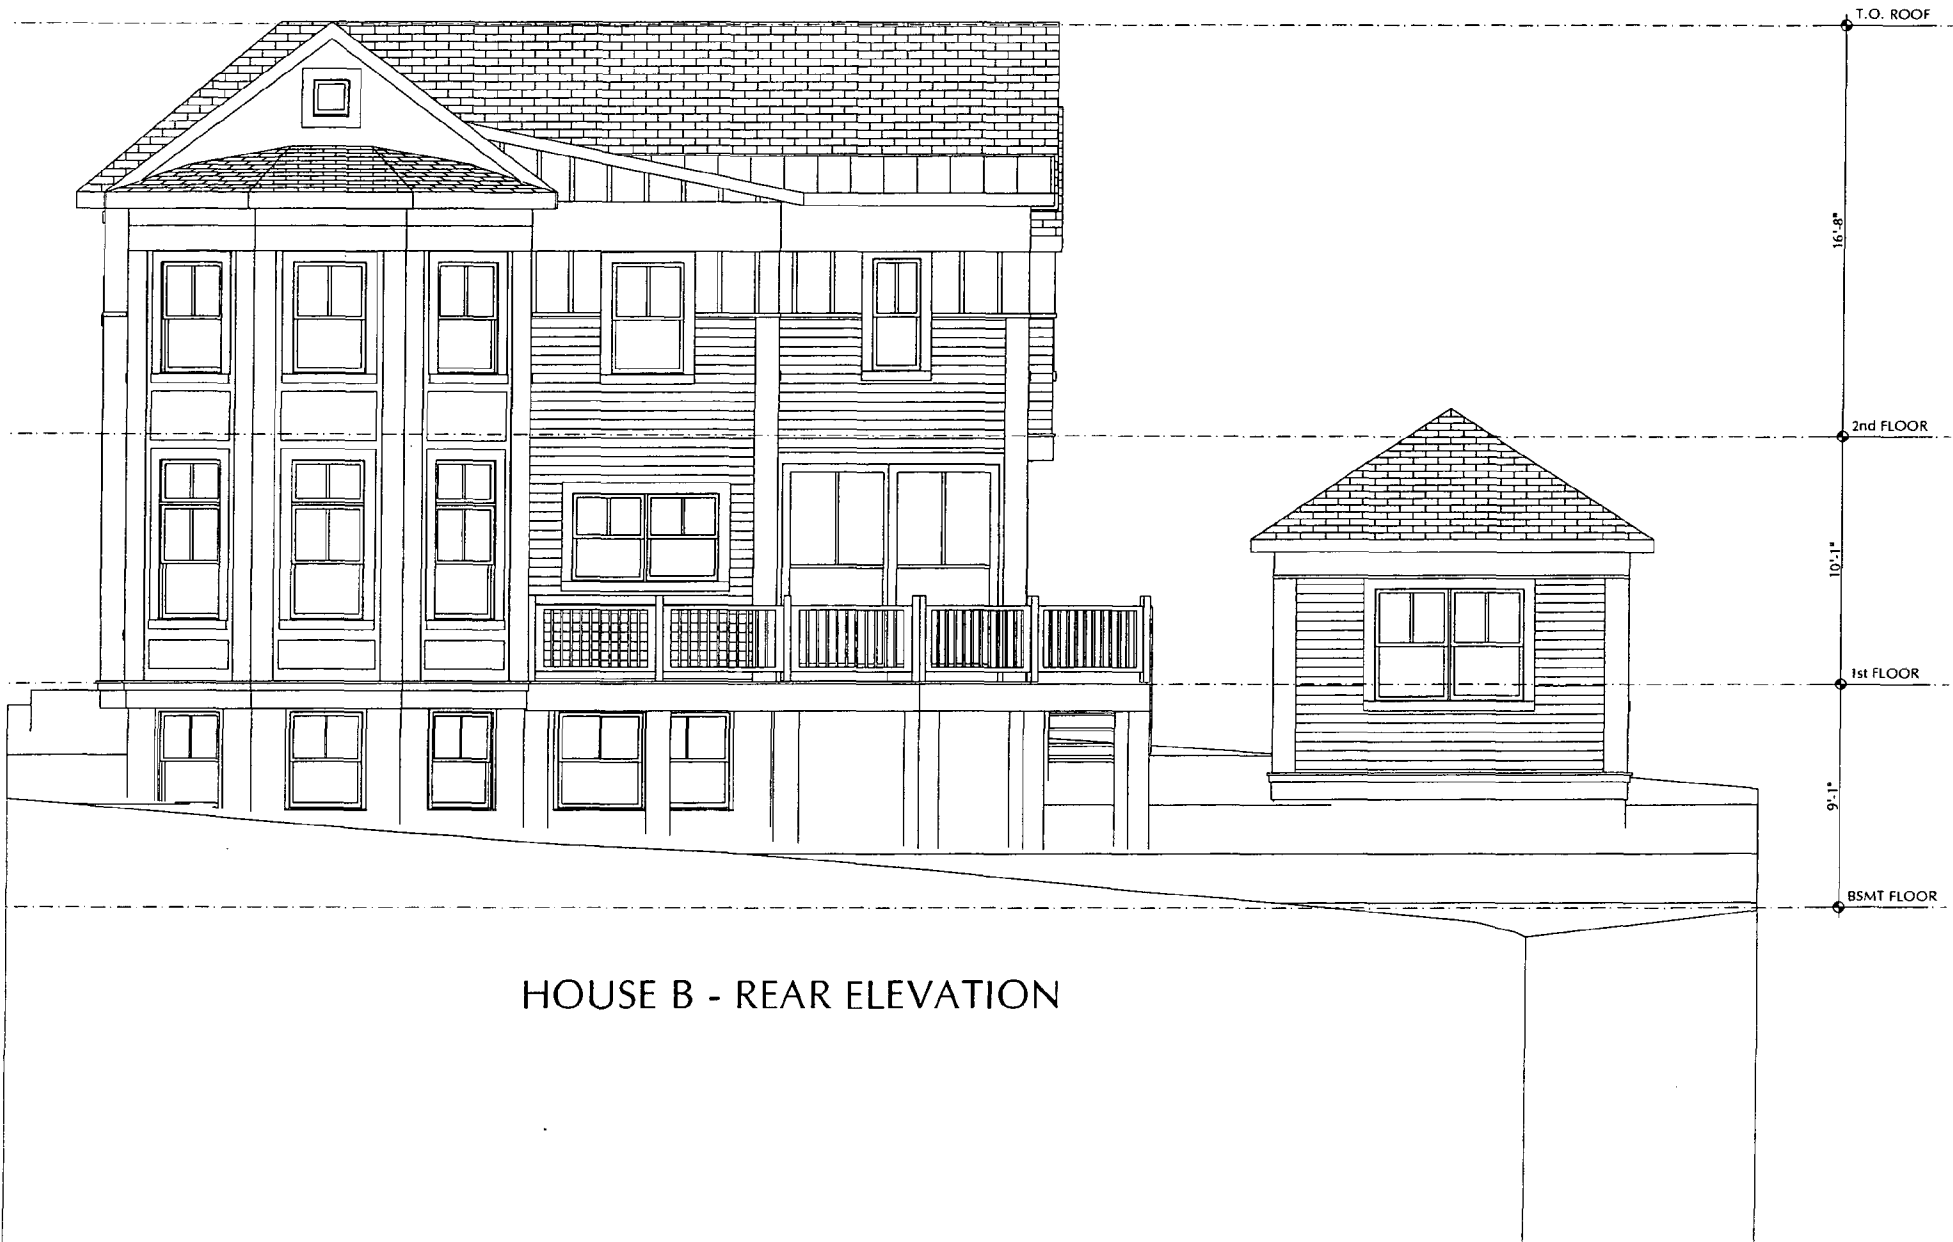 T.O. ROOF
16'-8"
2nd FLOOR
10'-1"
1st FLOOR
9'-1"
BSMT FLOOR
HOUSE B - REAR ELEVATION